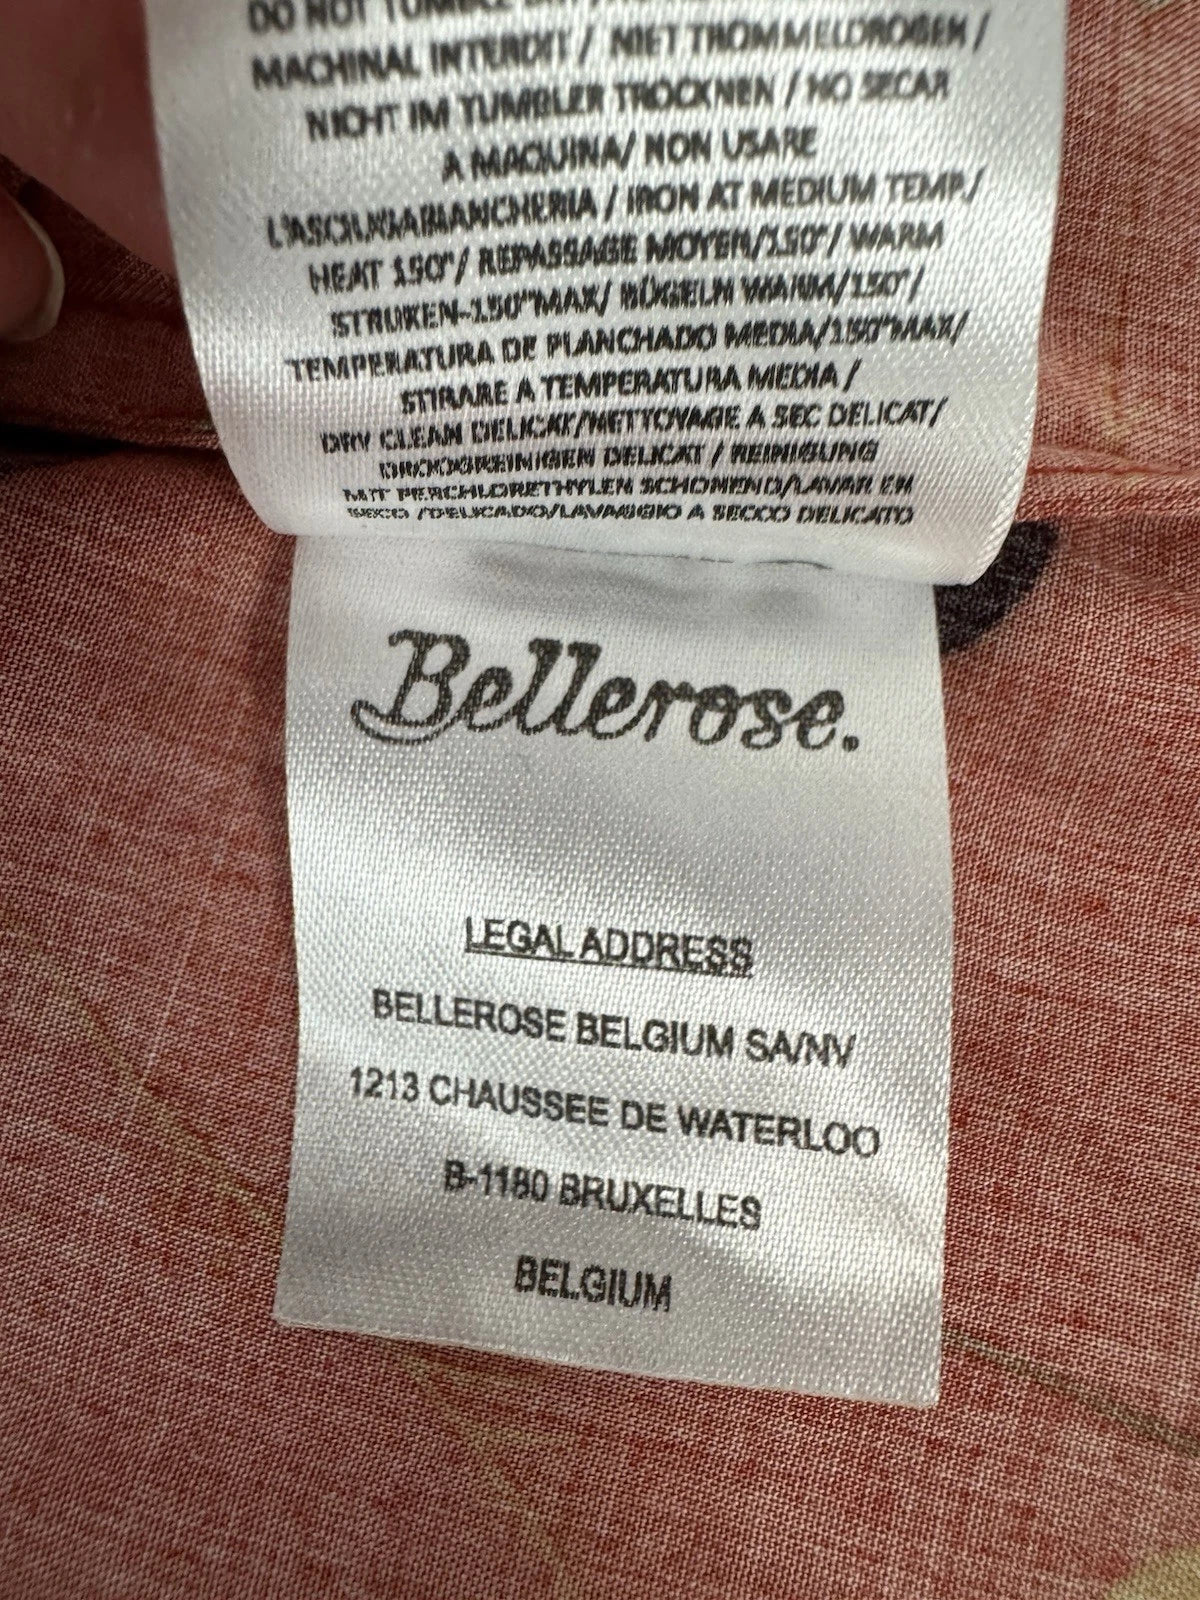 DO NOT TUMBLE
MACHINAL INTERDIT / NIET TROMMELDROGEN /
NICHT IM TUMBLER TROCKNEN / NO SECAR
A MAQUINA/ NON USARE
L'ASCIUGABIANCHERIA / IRON AT MEDIUM TEMP./
HEAT 150°/ REPASSAGE MOYEN/150°/ WARM
STRIJKEN-150°MAX/ BÜGELN WARM/150°/
TEMPERATURA DE PLANCHADO MEDIA/150°MAX/
STIRARE A TEMPERATURA MEDIA /
DRY CLEAN DELICAT/NETTOYAGE A SEC DELICAT/
DROOGREINIGEN DELICAT / REINIGUNG
MIT PERCHLORETHYLEN SCHONEND/LAVAR EN
SECO /DELICADO/LAVAGGIO A SECCO DELICATO
Bellerose.
LEGAL ADDRESS
BELLEROSE BELGIUM SA/NV
1213 CHAUSSEE DE WATERLOO
B-1180 BRUXELLES
BELGIUM